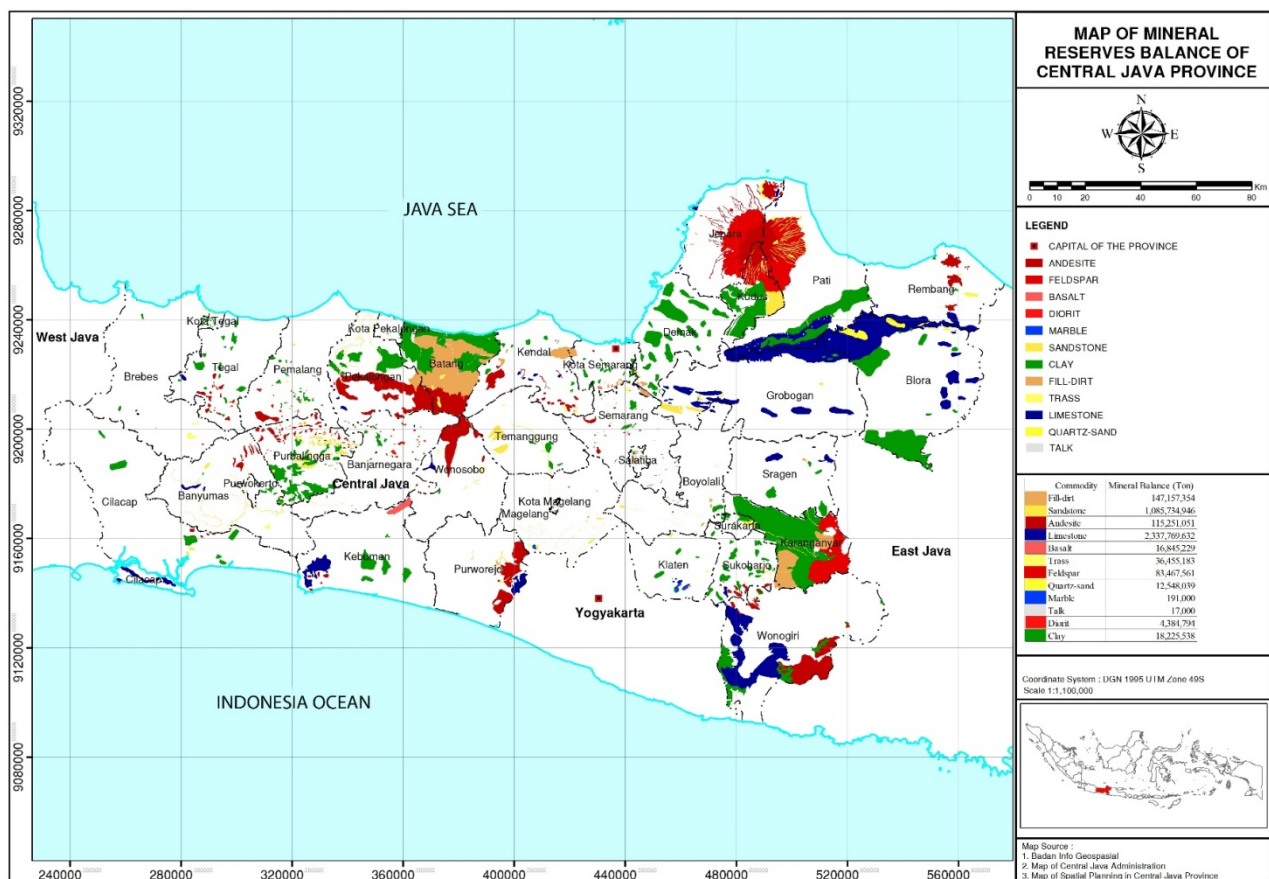 MAP OF MINERAL
RESERVES BALANCE OF
CENTRAL JAVA PROVINCE
N
W E
S
0 10 20 40 60 80 Km
LEGEND
CAPITAL OF THE PROVINCE
ANDESITE
FELDSPAR
BASALT
DIORIT
MARBLE
SANDSTONE
CLAY
FILL-DIRT
TRASS
LIMESTONE
QUARTZ-SAND
TALK
Commodity Mineral Balance (Ton)
Fill-dirt 147,157,354
Sandstone 1,085,734,946
Andesite 115,251,051
Limestone 2,337,769,632
Basalt 16,845,229
Trass 36,455,183
Feldspar 83,467,561
Quartz-sand 12,548,039
Marble 191,000
Talk 17,000
Diorit 4,384,794
Clay 18,225,538
Coordinate System : DGN 1995 UTM Zone 49S
Scale 1:1,100,000
Map Source :
1. Badan Info Geospasial
2. Map of Central Java Administration
3. Map of Spatial Planning in Central Java Province
JAVA SEA
Jepara
Pati
Rembang
Kudus
Kota Tegal
Kota Pekalongan
Demak
West Java
Kendal
Kota Semarang
Tegal
Pemalang
Batang
Brebes
Pekalongan
Blora
Grobogan
Semarang
Temanggung
Purbalingga
Banjarnegara
Wonosobo
Salatiga
Sragen
Purwokerto
Central Java
Boyolali
Cilacap
Banyumas
Kota Magelang
Magelang
Surakarta
Karanganyar
East Java
Kebumen
Purworejo
Klaten
Sukoharjo
Cilacap
Yogyakarta
Wonogiri
INDONESIA OCEAN
9320000
9280000
9240000
9200000
9160000
9120000
9080000
240000 280000 320000 360000 400000 440000 480000 520000 560000